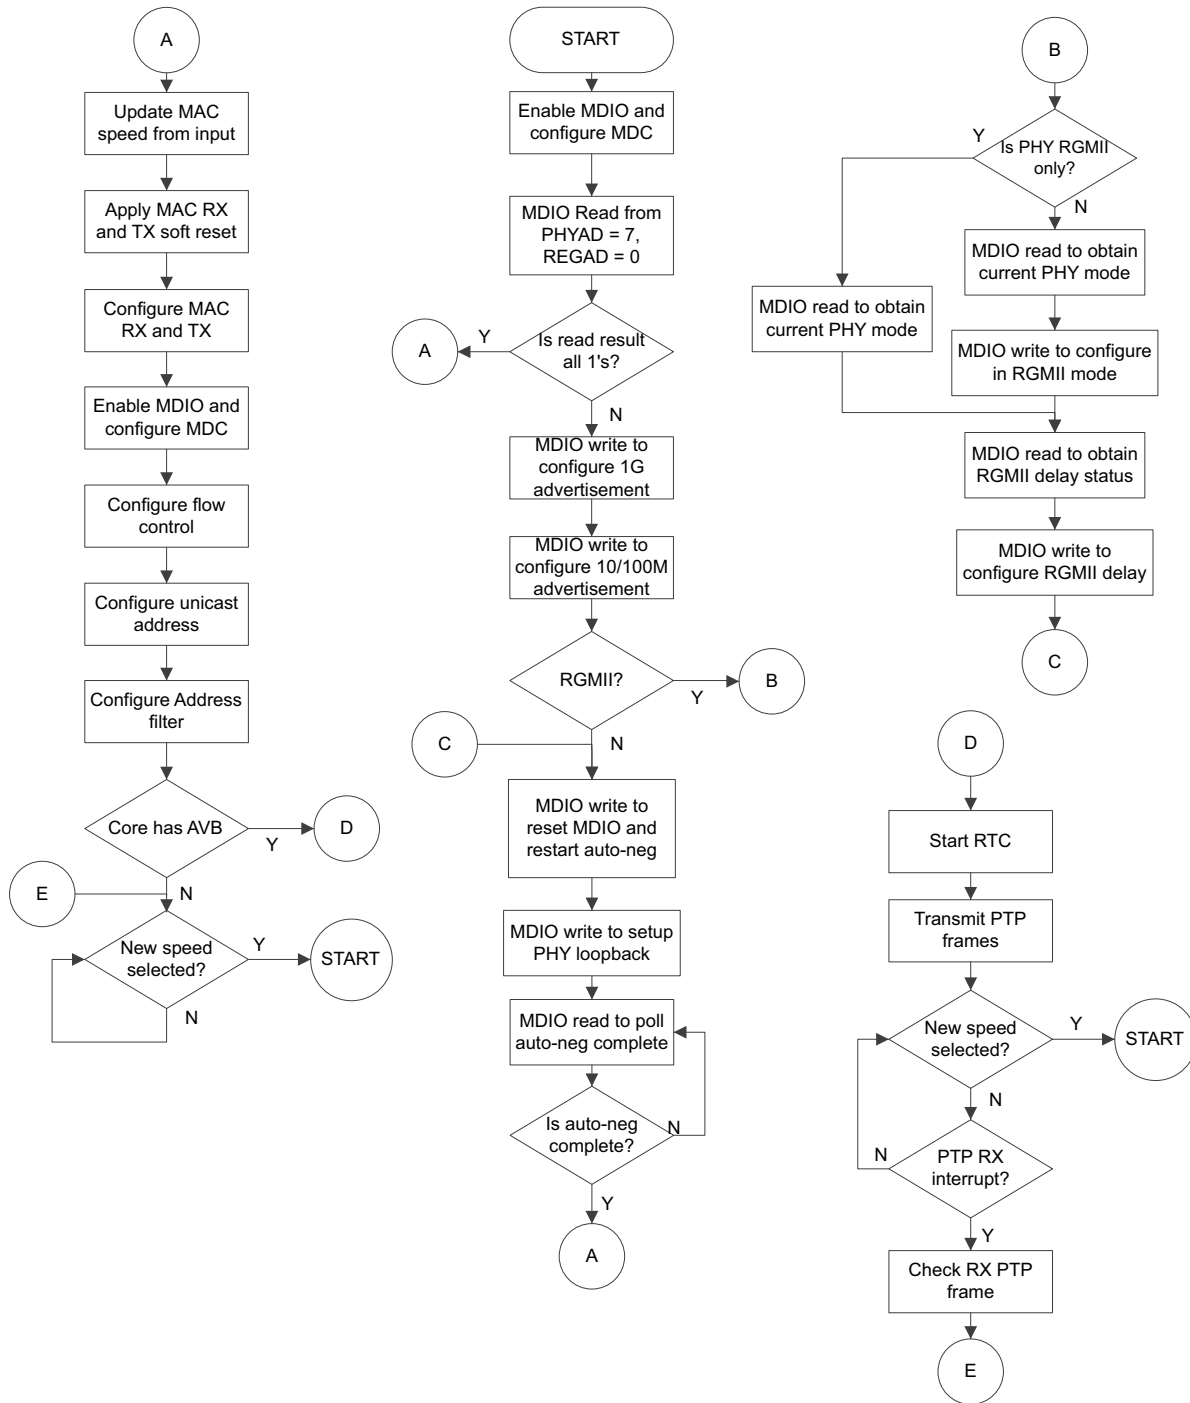 A
Update MAC
speed from input
Apply MAC RX
and TX soft reset
Configure MAC
RX and TX
Enable MDIO and
configure MDC
Configure flow
control
Configure unicast
address
Configure Address
filter
Core has AVB
Y
D
E
N
New speed
selected?
Y
START
N
START
Enable MDIO and
configure MDC
MDIO Read from
PHYAD = 7,
REGAD = 0
Is read result
all 1's?
Y
A
N
MDIO write to
configure 1G
advertisement
MDIO write to
configure 10/100M
advertisement
RGMII?
Y
B
C
N
MDIO write to
reset MDIO and
restart auto-neg
MDIO write to setup
PHY loopback
MDIO read to poll
auto-neg complete
Is auto-neg
complete?
N
Y
A
B
Is PHY RGMII
only?
Y
N
MDIO read to obtain
current PHY mode
MDIO read to obtain
current PHY mode
MDIO write to configure
in RGMII mode
MDIO read to obtain
RGMII delay status
MDIO write to
configure RGMII delay
C
D
Start RTC
Transmit PTP
frames
New speed
selected?
Y
START
N
PTP RX
interrupt?
N
Y
Check RX PTP
frame
E